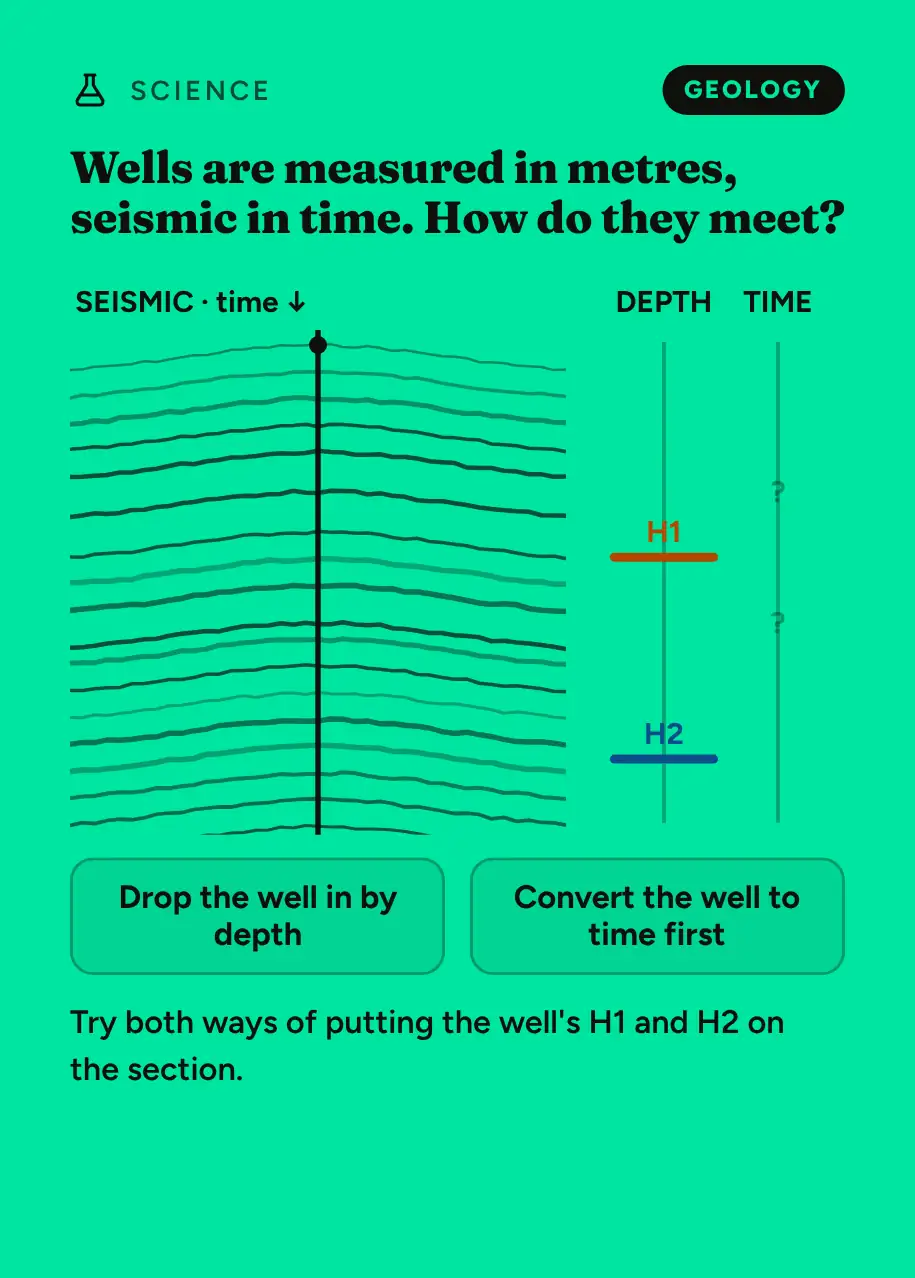 SCIENCE
GEOLOGY
Wells are measured in metres,
seismic in time. How do they meet?
SEISMIC · time ↓
DEPTH
TIME
?
H1
?
H2
Drop the well in by
depth
Convert the well to
time first
Try both ways of putting the well's H1 and H2 on
the section.